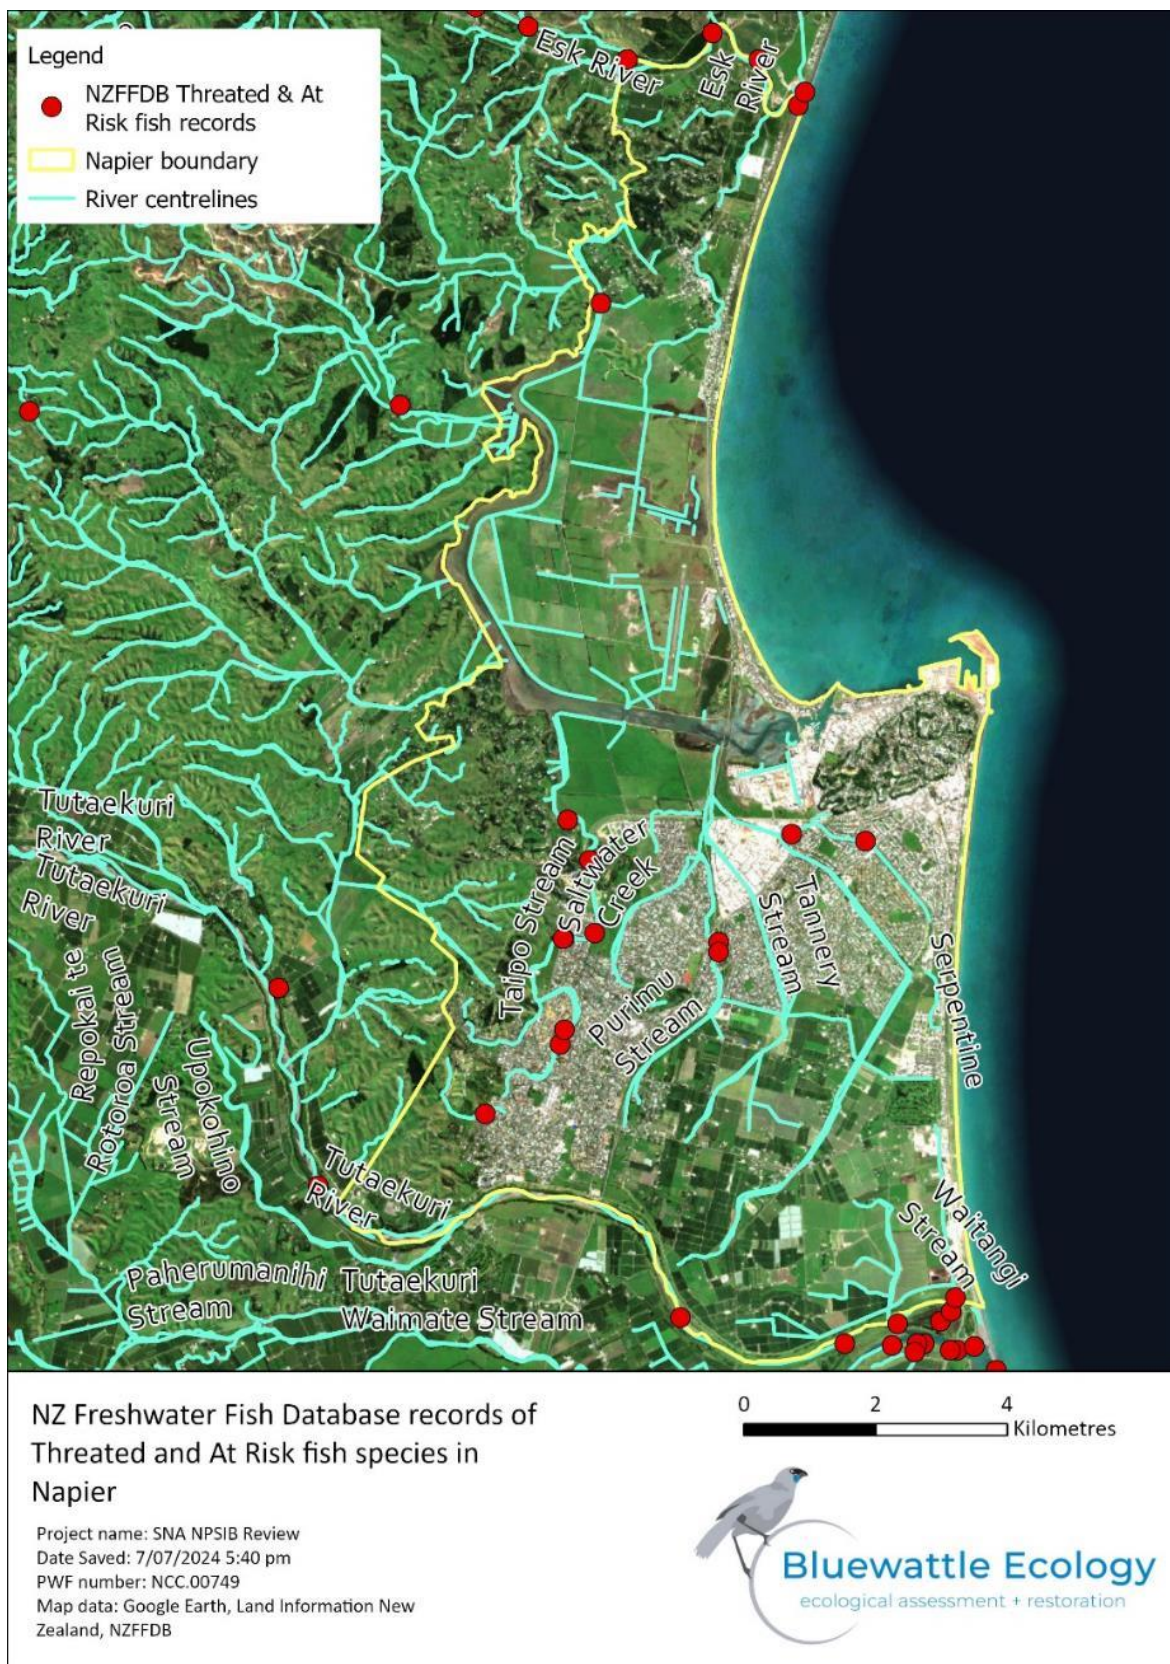 Legend
NZFFDB Threated & At
Risk fish records
Napier boundary
River centrelines
Esk River
Esk
River
Tutaekuri
River
Tutaekuri
River
Repokai te
Rotoroa Stream
Upokohino
Stream
Taipo Stream
Saltwater
Creek
Purimu
Stream
Tannery
Stream
Serpentine
Tutaekuri
River
Waitangi
Stream
Paherumanihi
Stream
Tutaekuri
Waimate Stream
NZ Freshwater Fish Database records of
Threated and At Risk fish species in
Napier
Project name: SNA NPSIB Review
Date Saved: 7/07/2024 5:40 pm
PWF number: NCC.00749
Map data: Google Earth, Land Information New
Zealand, NZFFDB
0 2 4
Kilometres
Bluewattle Ecology
ecological assessment + restoration